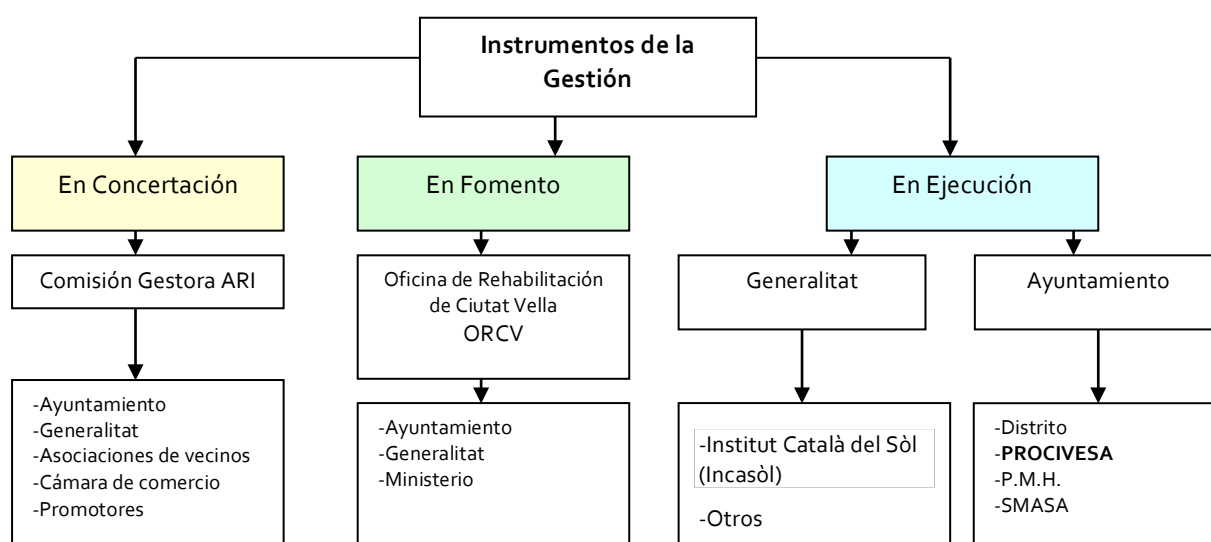 Instrumentos de la
Gestión
En Concertación
En Fomento
En Ejecución
Comisión Gestora ARI
Oficina de Rehabilitación
de Ciutat Vella
ORCV
Generalitat
Ayuntamiento
-Ayuntamiento
-Generalitat
-Asociaciones de vecinos
-Cámara de comercio
-Promotores
-Ayuntamiento
-Generalitat
-Ministerio
-Institut Català del Sòl
(Incasòl)
-Otros
-Distrito
-PROCIVESA
-P.M.H.
-SMASA